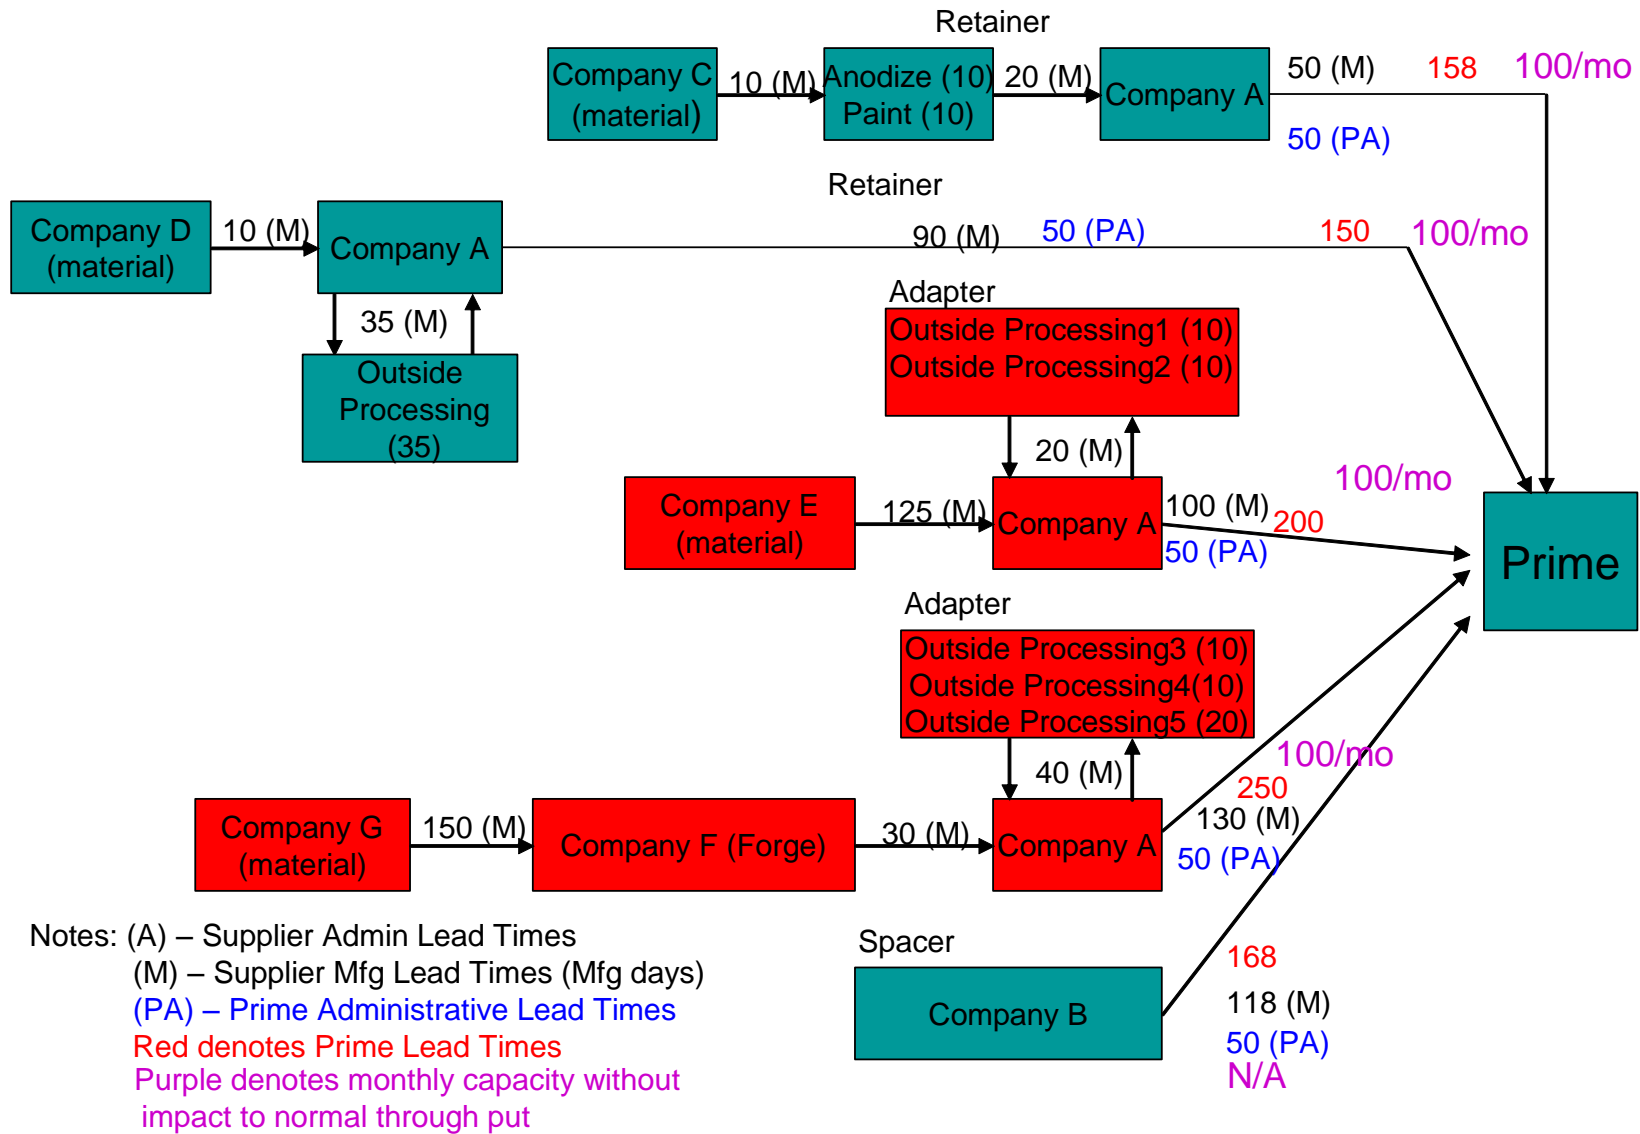 Retainer
Company C
(material)
10 (M)
Anodize (10)
Paint (10)
20 (M)
Company A
50 (M)
158
100/mo
50 (PA)
Retainer
Company D
(material)
10 (M)
Company A
90 (M)
50 (PA)
150
100/mo
35 (M)
Outside
Processing
(35)
Adapter
Outside Processing1 (10)
Outside Processing2 (10)
20 (M)
Company E
(material)
125 (M)
Company A
100 (M)
200
100/mo
50 (PA)
Prime
Adapter
Outside Processing3 (10)
Outside Processing4(10)
Outside Processing5 (20)
40 (M)
Company G
(material)
150 (M)
Company F (Forge)
30 (M)
Company A
100/mo
250
130 (M)
50 (PA)
Spacer
Company B
168
118 (M)
50 (PA)
N/A
Notes: (A) – Supplier Admin Lead Times
(M) – Supplier Mfg Lead Times (Mfg days)
(PA) – Prime Administrative Lead Times
Red denotes Prime Lead Times
Purple denotes monthly capacity without
impact to normal through put